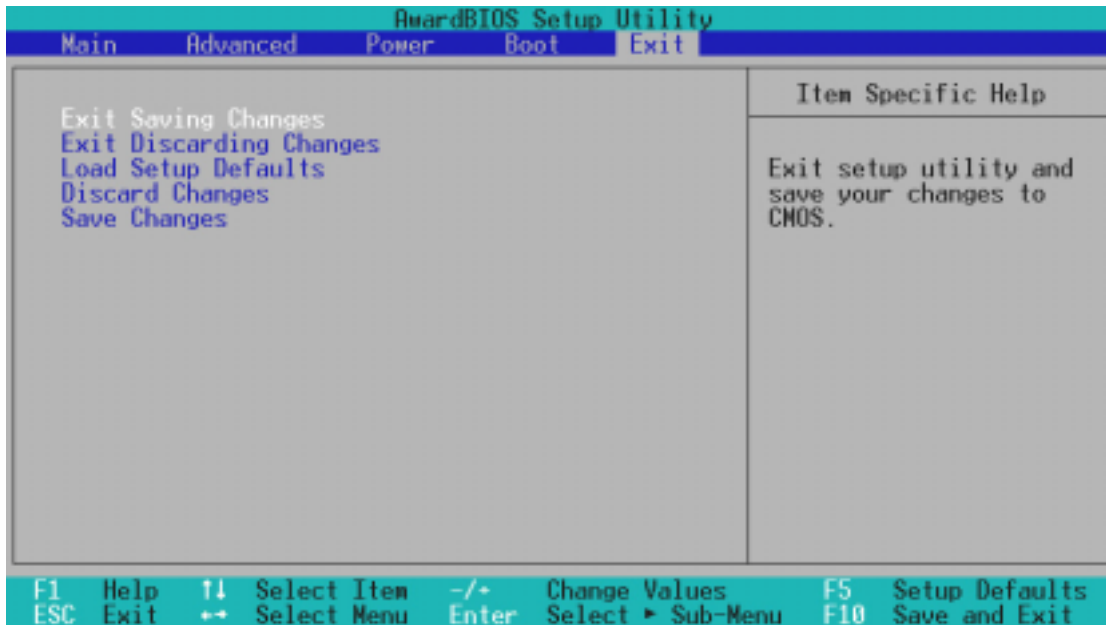 AwardBIOS Setup Utility
Main Advanced Power Boot Exit
Item Specific Help
Exit Saving Changes
Exit Discarding Changes
Load Setup Defaults
Discard Changes
Save Changes
Exit setup utility and
save your changes to
CMOS.
F1 Help ↑↓ Select Item -/+ Change Values F5 Setup Defaults
ESC Exit ←→ Select Menu Enter Select ► Sub-Menu F10 Save and Exit